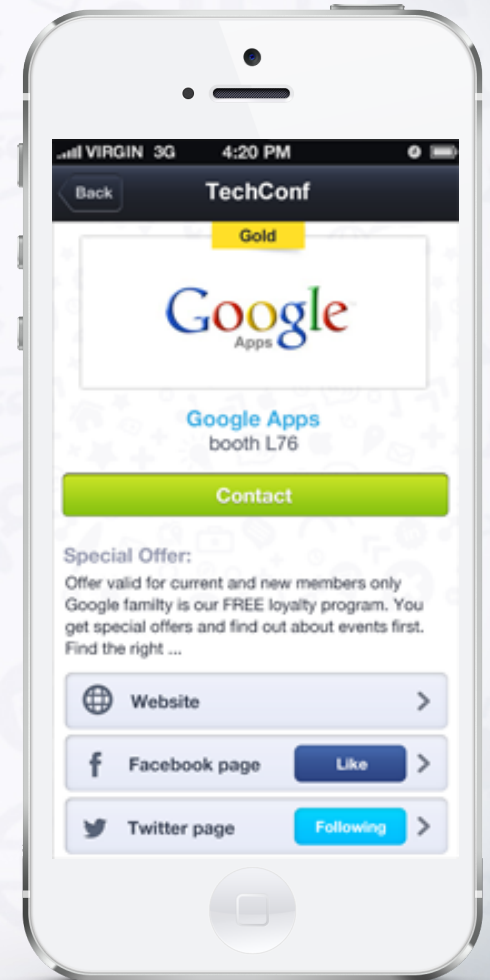 VIRGIN 3G 4:20 PM
Back TechConf
Gold
Google
Apps
Google Apps
booth L76
Contact
Special Offer:
Offer valid for current and new members only
Google familty is our FREE loyalty program. You
get special offers and find out about events first.
Find the right ...
Website
Facebook page Like
Twitter page Following